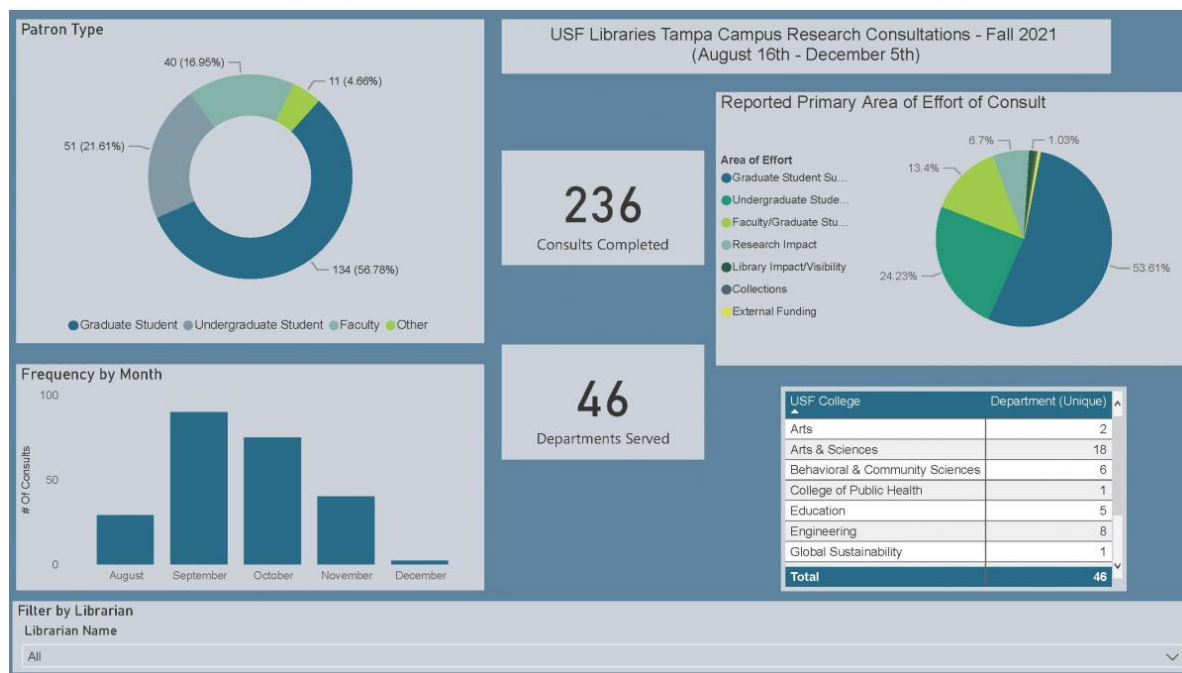 Patron Type
40 (16.95%)
11 (4.66%)
51 (21.61%)
134 (56.78%)
Graduate Student Undergraduate Student Faculty Other
USF Libraries Tampa Campus Research Consultations - Fall 2021
(August 16th - December 5th)
236
Consults Completed
Reported Primary Area of Effort of Consult
Area of Effort
Graduate Student Su...
Undergraduate Stude...
Faculty/Graduate Stu...
Research Impact
Library Impact/Visibility
Collections
External Funding
6.7%
1.03%
13.4%
24.23%
53.61%
Frequency by Month
100
50
0
# Of Consults
August September October November December
46
Departments Served
USF College Department (Unique)
Arts 2
Arts & Sciences 18
Behavioral & Community Sciences 6
College of Public Health 1
Education 5
Engineering 8
Global Sustainability 1
Total 46
Filter by Librarian
Librarian Name
All